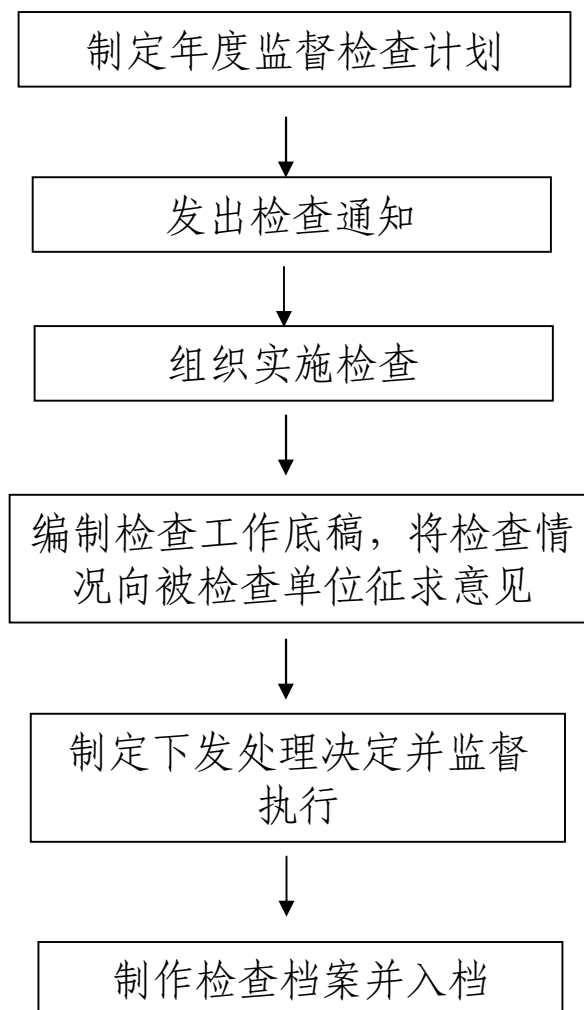 制定年度监督检查计划
发出检查通知
组织实施检查
编制检查工作底稿，将检查情
况向被检查单位征求意见
制定下发处理决定并监督
执行
制作检查档案并入档